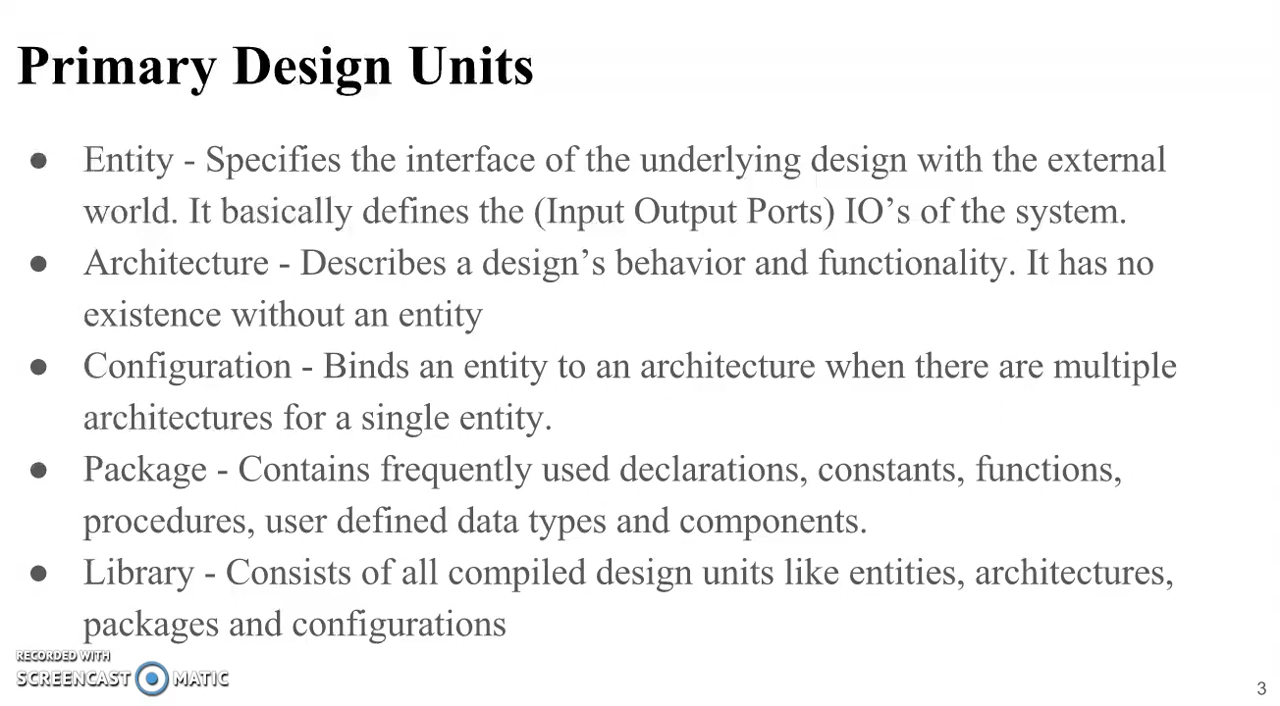 Primary Design Units
● Entity - Specifies the interface of the underlying design with the external
world. It basically defines the (Input Output Ports) IO’s of the system.
● Architecture - Describes a design’s behavior and functionality. It has no
existence without an entity
● Configuration - Binds an entity to an architecture when there are multiple
architectures for a single entity.
● Package - Contains frequently used declarations, constants, functions,
procedures, user defined data types and components.
● Library - Consists of all compiled design units like entities, architectures,
packages and configurations
RECORDED WITH
SCREENCAST MATIC
3